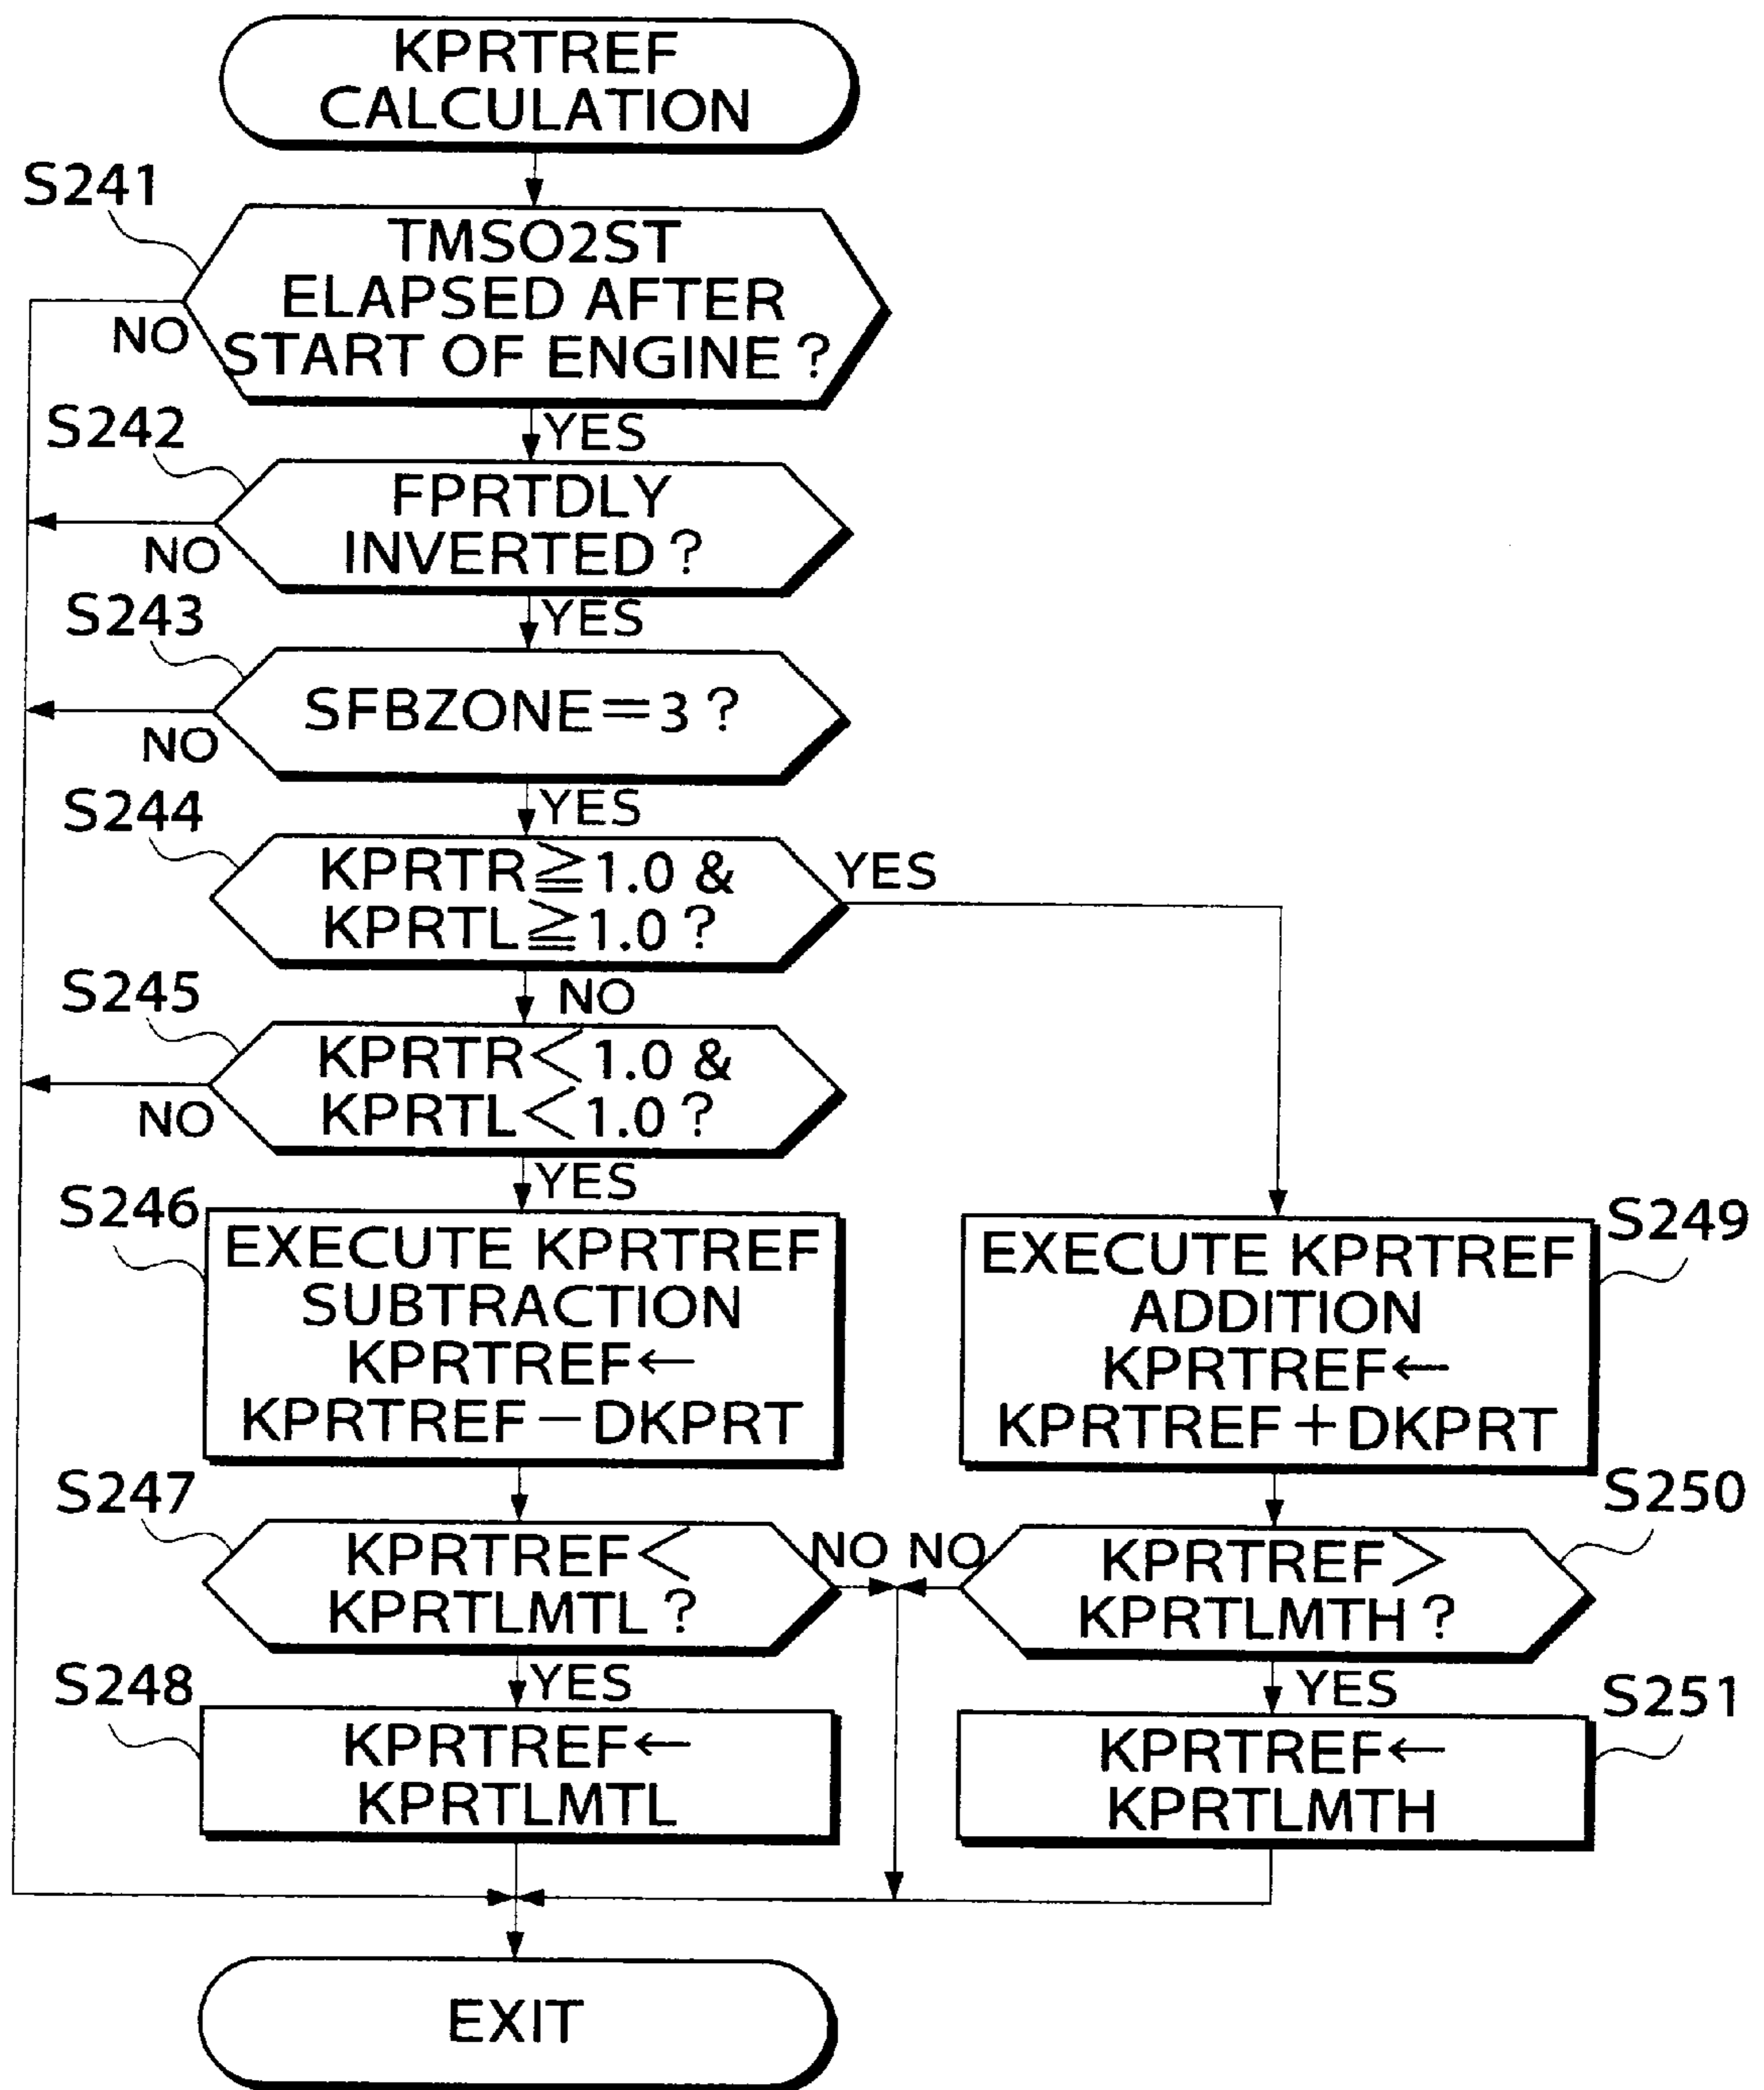 KPRTREF
CALCULATION
S241
TMSO2ST
ELAPSED AFTER
START OF ENGINE?
NO
YES
S242
FPRTDLY
INVERTED?
NO
YES
S243
SFBZONE=3?
NO
YES
S244
KPRTR≧1.0 &
KPRTL≧1.0?
YES
NO
S245
KPRTR<1.0 &
KPRTL<1.0?
NO
YES
S246
EXECUTE KPRTREF
SUBTRACTION
KPRTREF←
KPRTREF-DKPRT
S249
EXECUTE KPRTREF
ADDITION
KPRTREF←
KPRTREF+DKPRT
S247
KPRTREF<
KPRTLMTL?
NO
YES
S250
NO
KPRTREF>
KPRTLMTH?
YES
S248
KPRTREF←
KPRTLMTL
S251
KPRTREF←
KPRTLMTH
EXIT